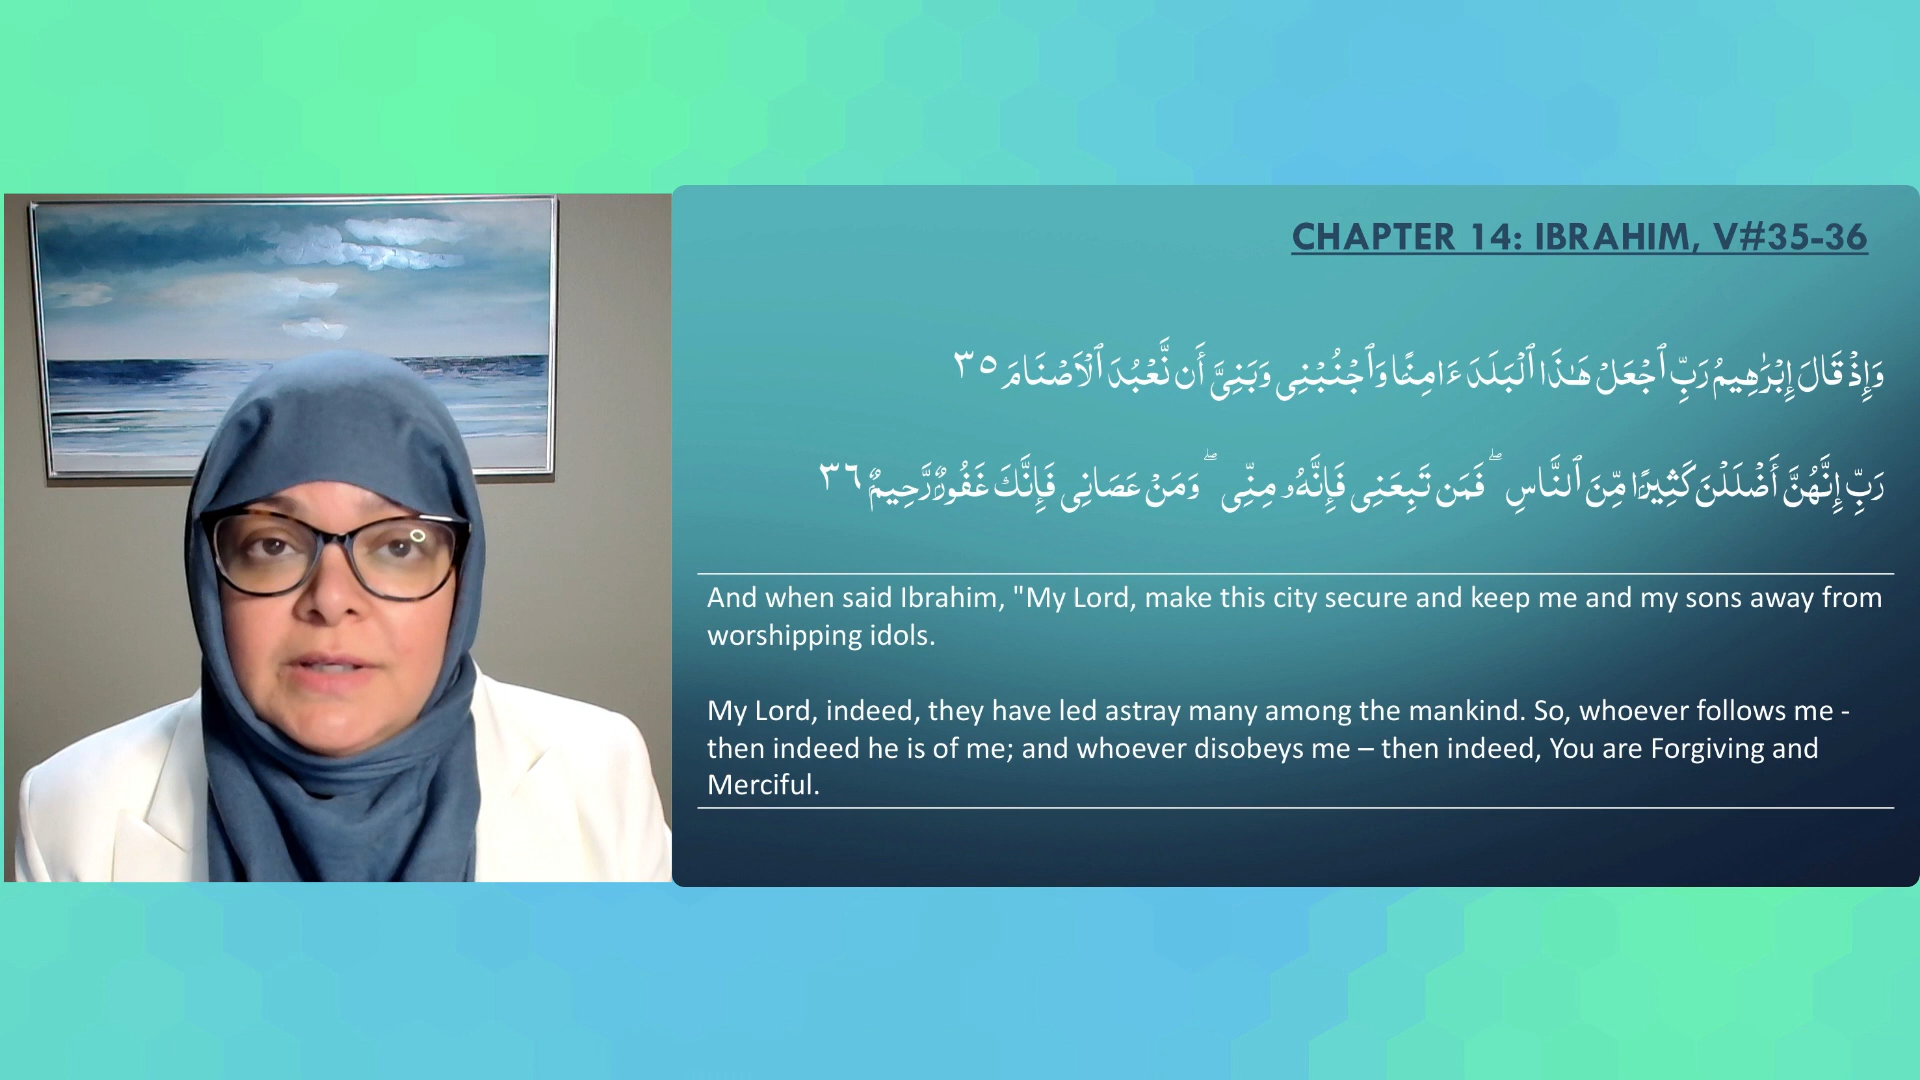 CHAPTER 14: IBRAHIM, V#35-36
وَإِذْ قَالَ إِبْرَٰهِيمُ رَبِّ ٱجْعَلْ هَـٰذَا ٱلْبَلَدَ ءَامِنًا وَٱجْنُبْنِى وَبَنِىَّ أَن نَّعْبُدَ ٱلْأَصْنَامَ ٣٥
رَبِّ إِنَّهُنَّ أَضْلَلْنَ كَثِيرًا مِّنَ ٱلنَّاسِ ۖ فَمَن تَبِعَنِى فَإِنَّهُۥ مِنِّى ۖ وَمَنْ عَصَانِى فَإِنَّكَ غَفُورٌ رَّحِيمٌ ٣٦
And when said Ibrahim, "My Lord, make this city secure and keep me and my sons away from
worshipping idols.
My Lord, indeed, they have led astray many among the mankind. So, whoever follows me -
then indeed he is of me; and whoever disobeys me – then indeed, You are Forgiving and
Merciful.